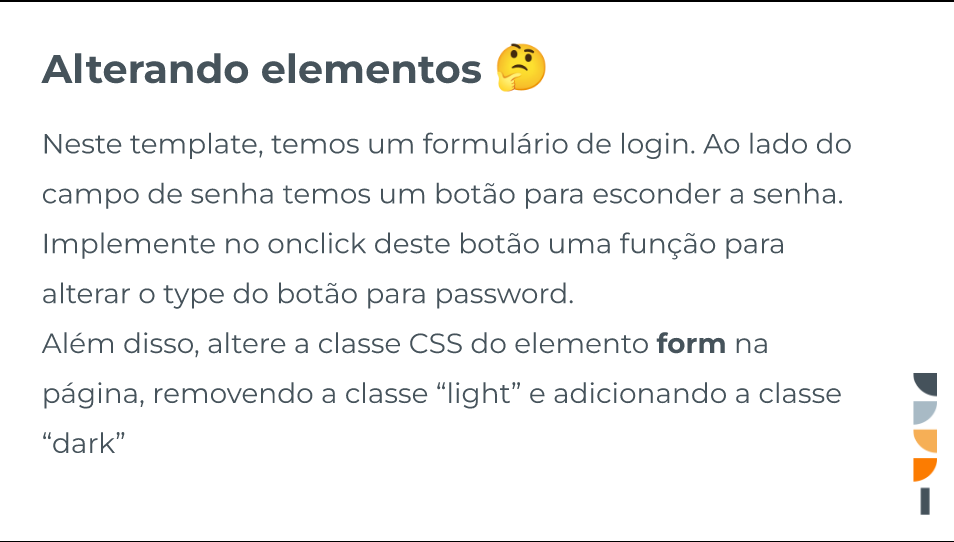 Alterando elementos 🤔
Neste template, temos um formulário de login. Ao lado do
campo de senha temos um botão para esconder a senha.
Implemente no onclick deste botão uma função para
alterar o type do botão para password.
Além disso, altere a classe CSS do elemento form na
página, removendo a classe “light” e adicionando a classe
“dark”